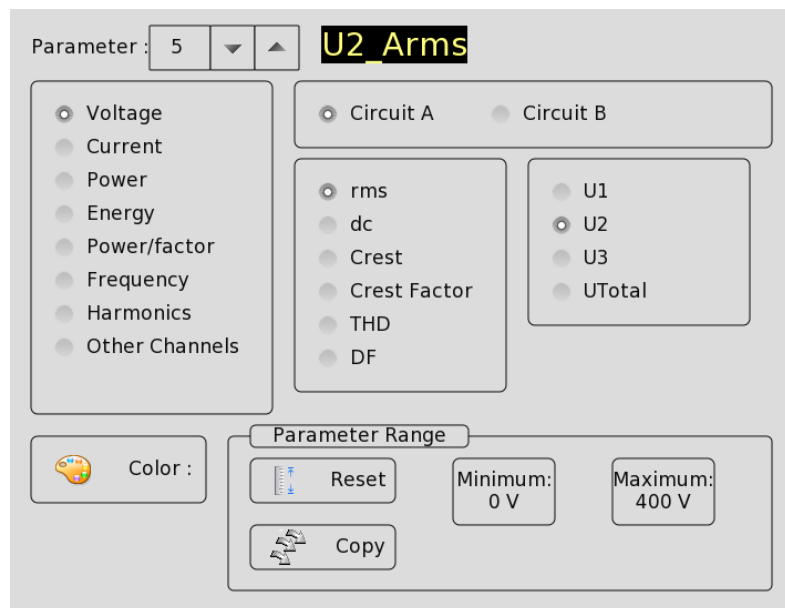 Parameter : 5 U2_Arms
Voltage
Current
Power
Energy
Power/factor
Frequency
Harmonics
Other Channels
Circuit A Circuit B
rms
dc
Crest
Crest Factor
THD
DF
U1
U2
U3
UTotal
Color :
Parameter Range
Reset
Copy
Minimum:
0 V
Maximum:
400 V